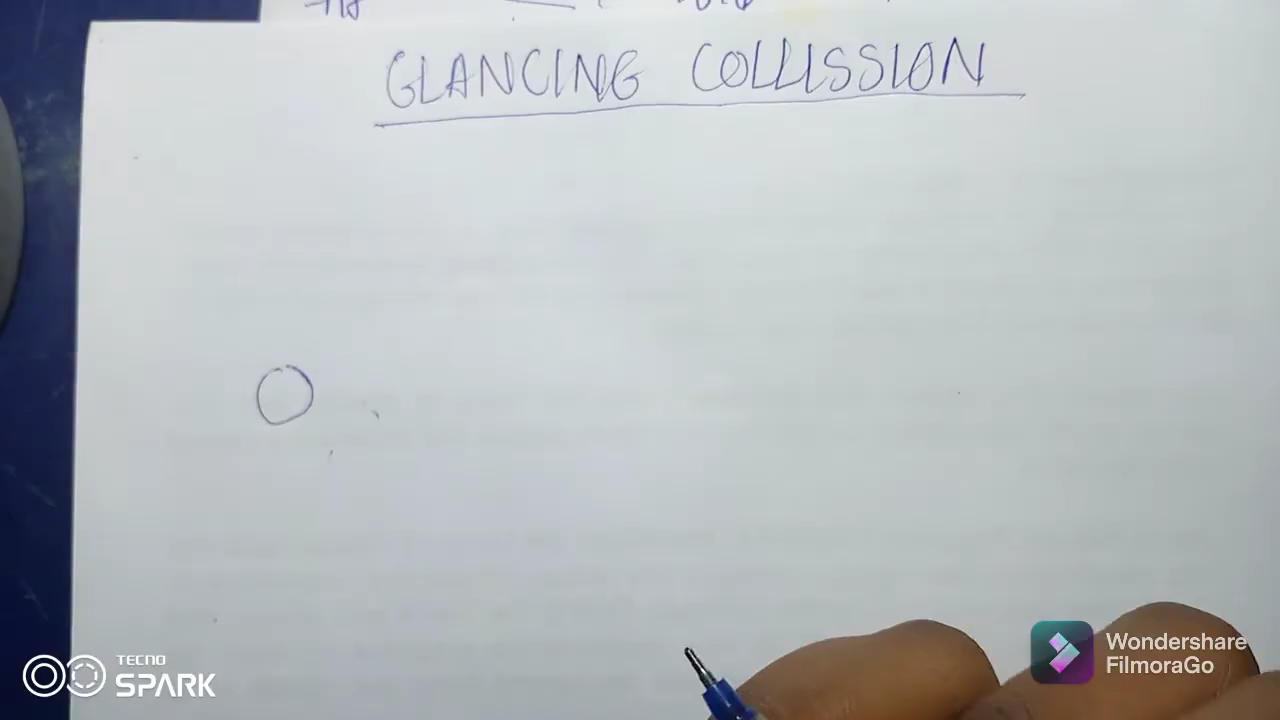 GLANCING COLLISSION
TECNO
SPARK
Wondershare
FilmoraGo